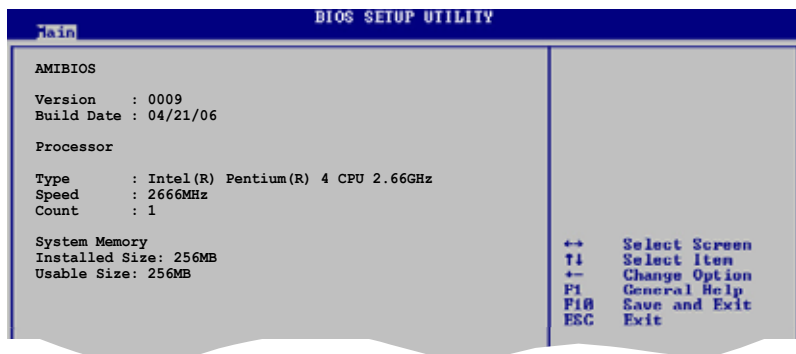 BIOS SETUP UTILITY
Main
AMIBIOS
Version : 0009
Build Date : 04/21/06
Processor
Type : Intel(R) Pentium(R) 4 CPU 2.66GHz
Speed : 2666MHz
Count : 1
System Memory
Installed Size: 256MB
Usable Size: 256MB
←→ Select Screen
↑↓ Select Item
+- Change Option
F1 General Help
F10 Save and Exit
ESC Exit